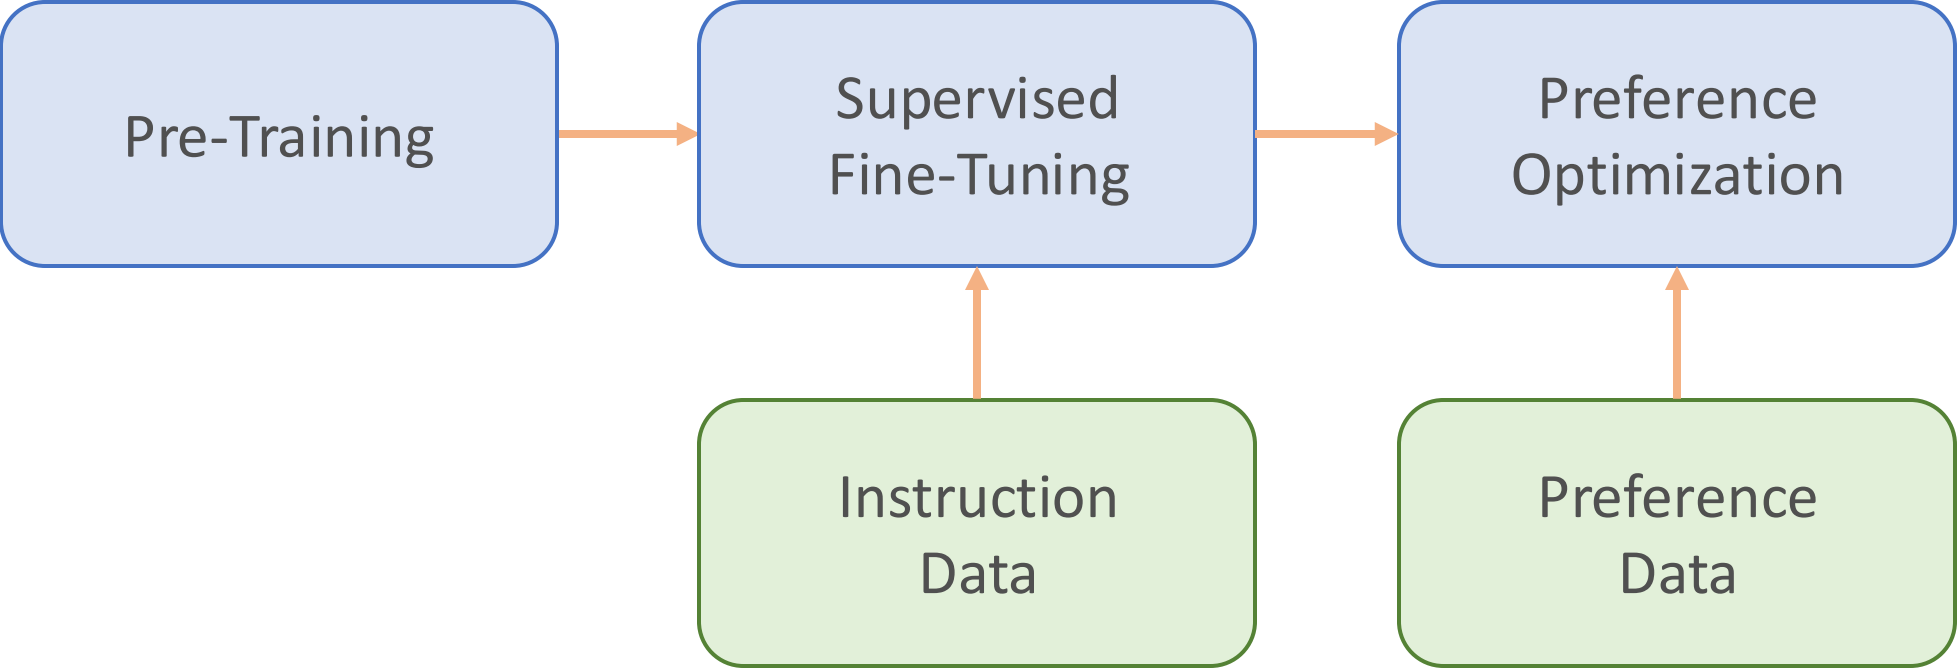 Pre-Training
Supervised
Fine-Tuning
Preference
Optimization
Instruction
Data
Preference
Data